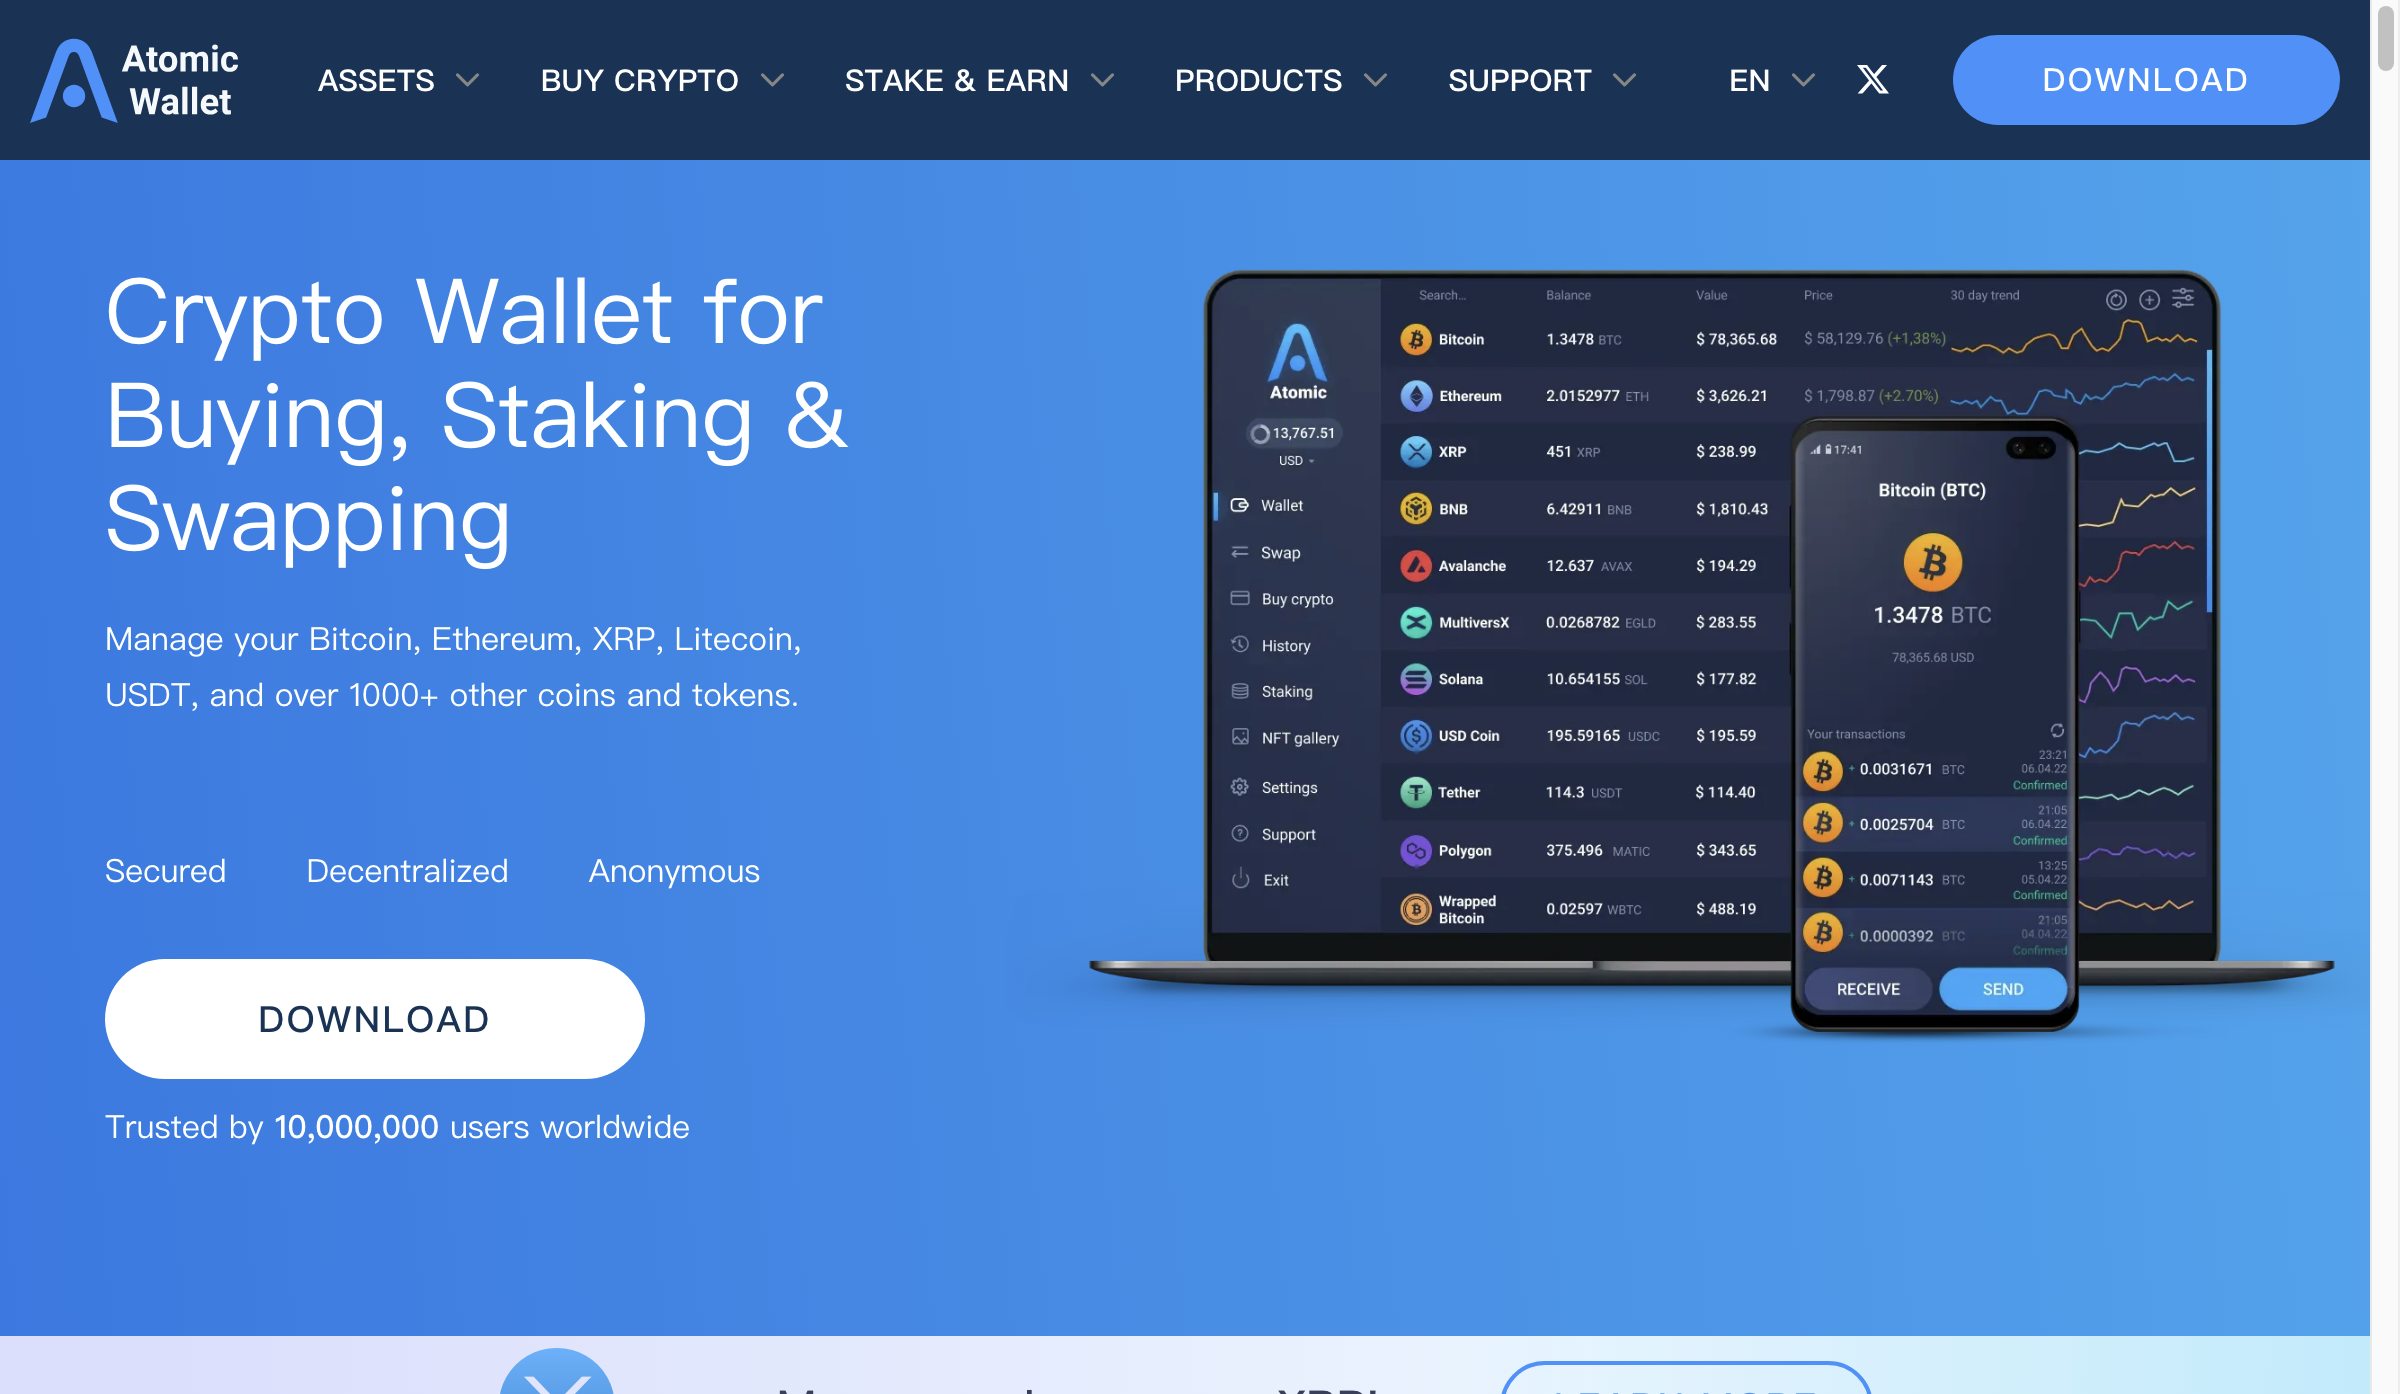 Atomic
Wallet
ASSETS
BUY CRYPTO
STAKE & EARN
PRODUCTS
SUPPORT
EN
DOWNLOAD
Crypto Wallet for
Buying, Staking &
Swapping
Manage your Bitcoin, Ethereum, XRP, Litecoin,
USDT, and over 1000+ other coins and tokens.
Secured
Decentralized
Anonymous
DOWNLOAD
Trusted by 10,000,000 users worldwide
Atomic
13,767.51
USD
Wallet
Swap
Buy crypto
History
Staking
NFT gallery
Settings
Support
Exit
Search...
Balance
Value
Price
30 day trend
Bitcoin 1.3478 BTC $ 78,365.68 $ 58,129.76 (+1,38%)
Ethereum 2.0152977 ETH $ 3,626.21 $ 1,798.87 (+2.70%)
XRP 451 XRP $ 238.99
BNB 6.42911 BNB $ 1,810.43
Avalanche 12.637 AVAX $ 194.29
MultiversX 0.0268782 EGLD $ 283.55
Solana 10.654155 SOL $ 177.82
USD Coin 195.59165 USDC $ 195.59
Tether 114.3 USDT $ 114.40
Polygon 375.496 MATIC $ 343.65
Wrapped
Bitcoin 0.02597 WBTC $ 488.19
17:41
Bitcoin (BTC)
1.3478 BTC
78,365.68 USD
Your transactions
23:21
+ 0.0031671 BTC 06.04.22
Confirmed
21:05
+ 0.0025704 BTC 06.04.22
Confirmed
13:25
+ 0.0071143 BTC 05.04.22
Confirmed
21:05
+ 0.0000392 BTC 04.04.22
Confirmed
RECEIVE
SEND
XRP!
LEARN MORE